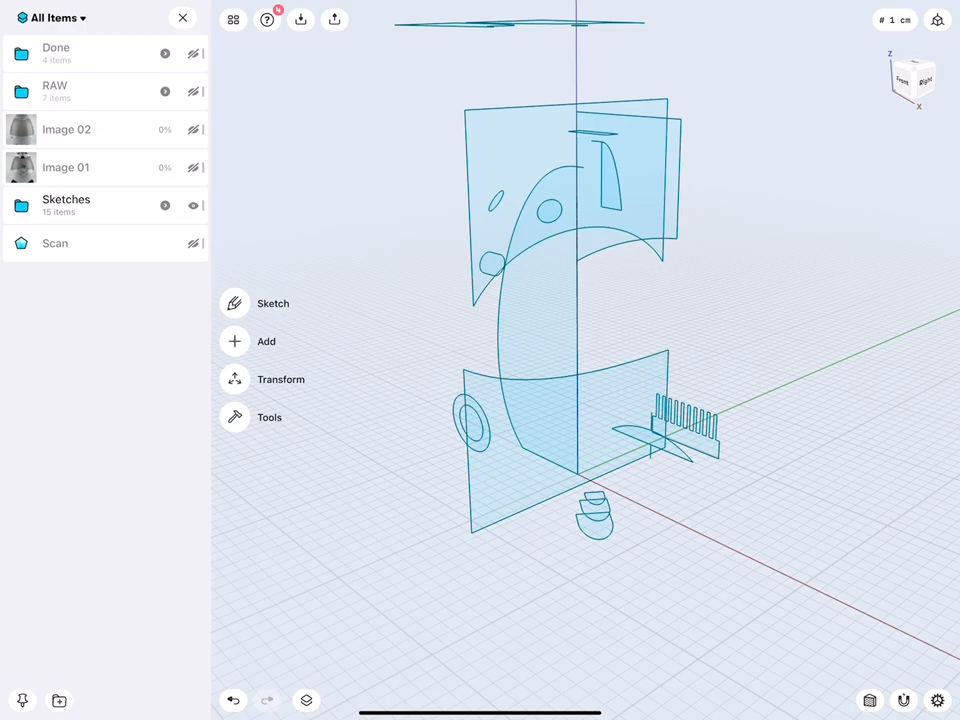 All Items
4
# 1 cm
Done
4 items
RAW
7 items
Image 02
0%
Image 01
0%
Sketches
15 items
Scan
Sketch
Add
Transform
Tools
Z
Front
Right
X